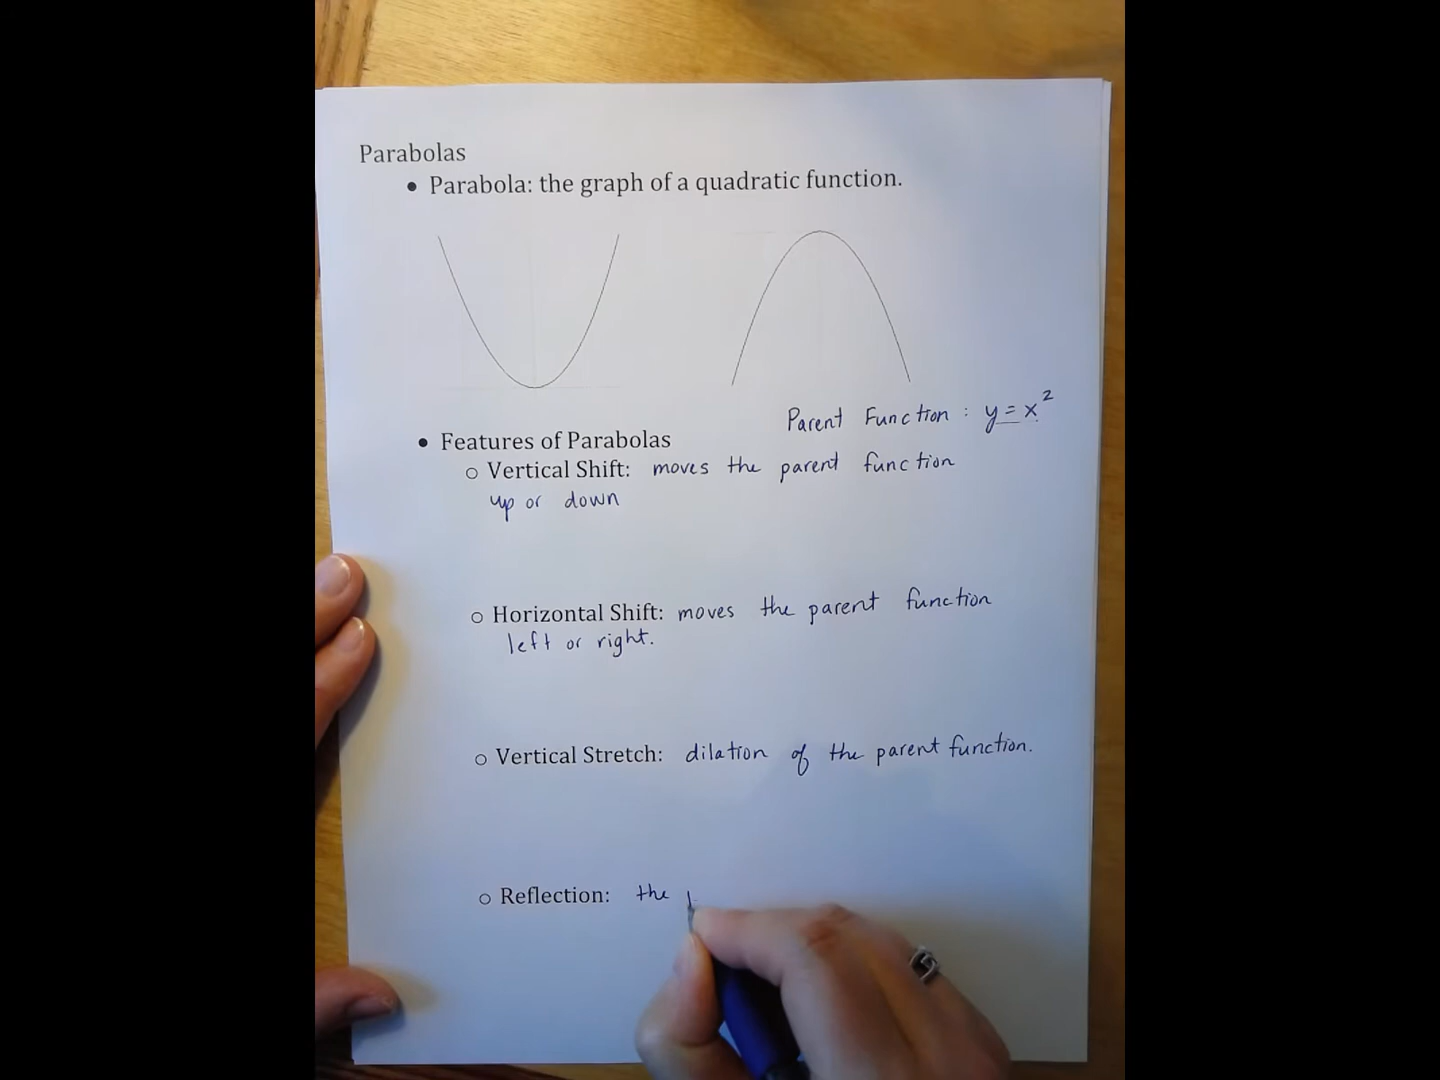 Parabolas
• Parabola: the graph of a quadratic function.
Parent Function : y = x²
• Features of Parabolas
○ Vertical Shift: moves the parent function
up or down
○ Horizontal Shift: moves the parent function
left or right.
○ Vertical Stretch: dilation of the parent function.
○ Reflection: the